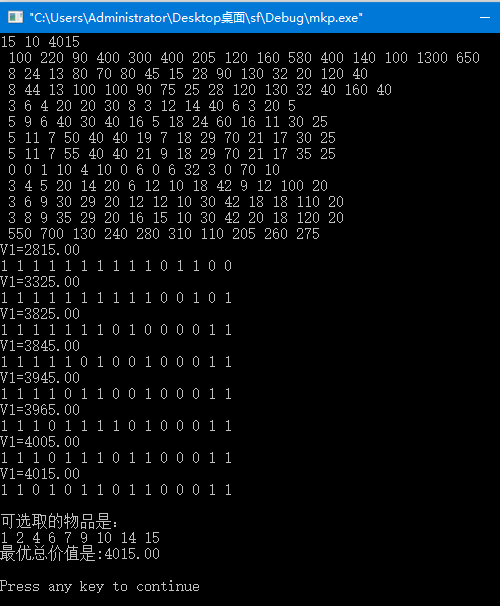 "C:\Users\Administrator\Desktop桌面\sf\Debug\mkp.exe"
15 10 4015
100 220 90 400 300 400 205 120 160 580 400 140 100 1300 650
8 24 13 80 70 80 45 15 28 90 130 32 20 120 40
8 44 13 100 100 90 75 25 28 120 130 32 40 160 40
3 6 4 20 20 30 8 3 12 14 40 6 3 20 5
5 9 6 40 30 40 16 5 18 24 60 16 11 30 25
5 11 7 50 40 40 19 7 18 29 70 21 17 30 25
5 11 7 55 40 40 21 9 18 29 70 21 17 35 25
0 0 1 10 4 10 0 6 0 6 32 3 0 70 10
3 4 5 20 14 20 6 12 10 18 42 9 12 100 20
3 6 9 30 29 20 12 12 10 30 42 18 18 110 20
3 8 9 35 29 20 16 15 10 30 42 20 18 120 20
550 700 130 240 280 310 110 205 260 275
V1=2815.00
1 1 1 1 1 1 1 1 1 1 0 1 1 0 0
V1=3325.00
1 1 1 1 1 1 1 1 1 1 0 0 1 0 1
V1=3825.00
1 1 1 1 1 1 1 0 1 0 0 0 0 1 1
V1=3845.00
1 1 1 1 1 0 1 0 0 1 0 0 0 1 1
V1=3945.00
1 1 1 1 0 1 1 0 0 1 0 0 0 1 1
V1=3965.00
1 1 1 0 1 1 1 1 0 1 0 0 0 1 1
V1=4005.00
1 1 1 0 1 1 1 0 1 1 0 0 0 1 1
V1=4015.00
1 1 0 1 0 1 1 0 1 1 0 0 0 1 1
可选取的物品是:
1 2 4 6 7 9 10 14 15
最优总价值是:4015.00
Press any key to continue